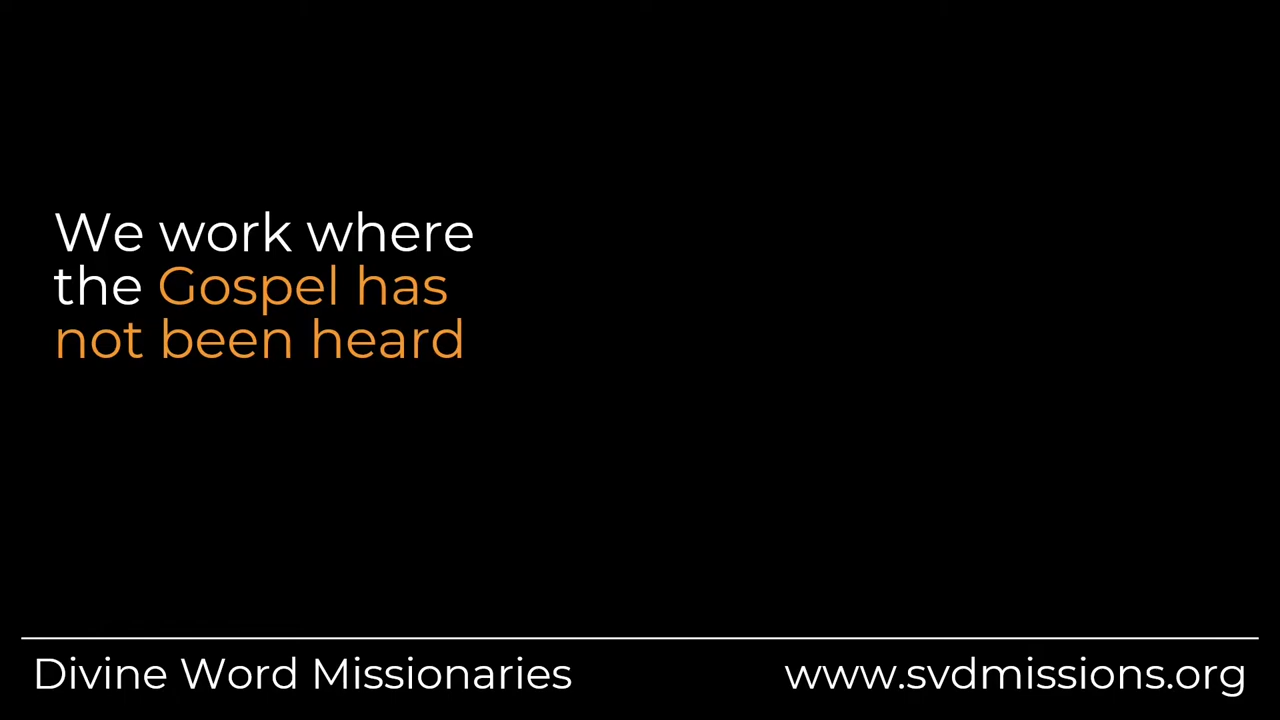 We work where
the Gospel has
not been heard
Divine Word Missionaries
www.svdmissions.org